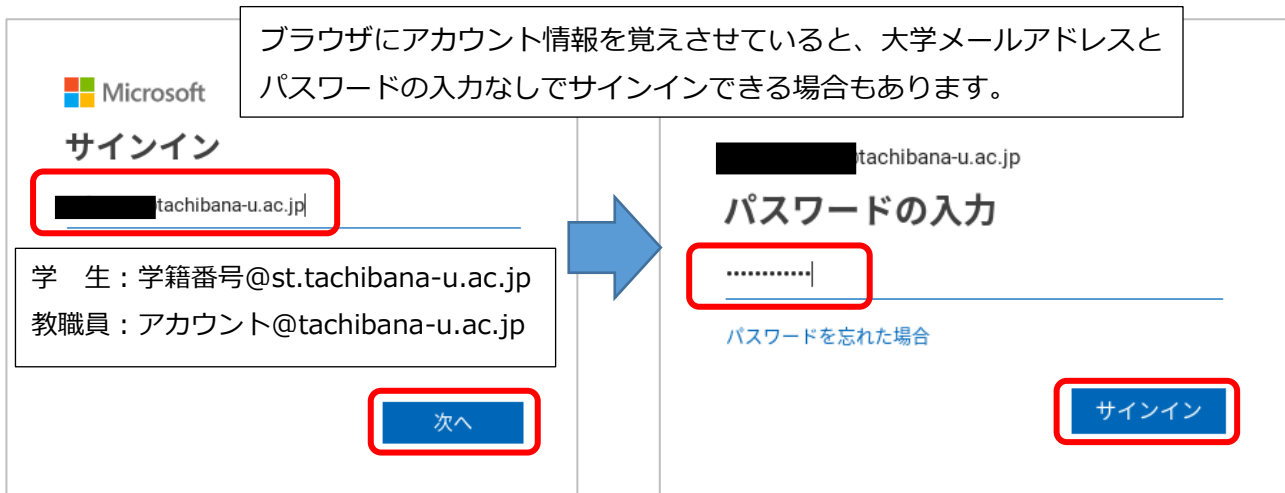 ブラウザにアカウント情報を覚えさせていると、大学メールアドレスと
パスワードの入力なしでサインインできる場合もあります。
Microsoft
サインイン
tachibana-u.ac.jp
学　生：学籍番号@st.tachibana-u.ac.jp
教職員：アカウント@tachibana-u.ac.jp
次へ
tachibana-u.ac.jp
パスワードの入力
••••••••••••
パスワードを忘れた場合
サインイン